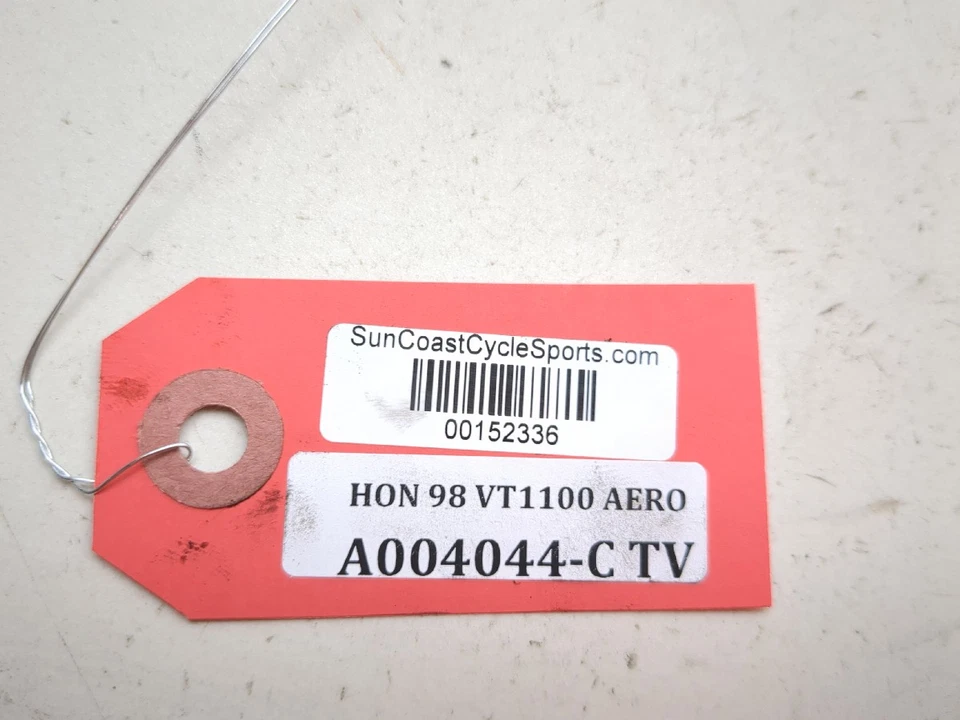 SunCoastCycleSports.com
00152336
HON 98 VT1100 AERO
A004044-C TV